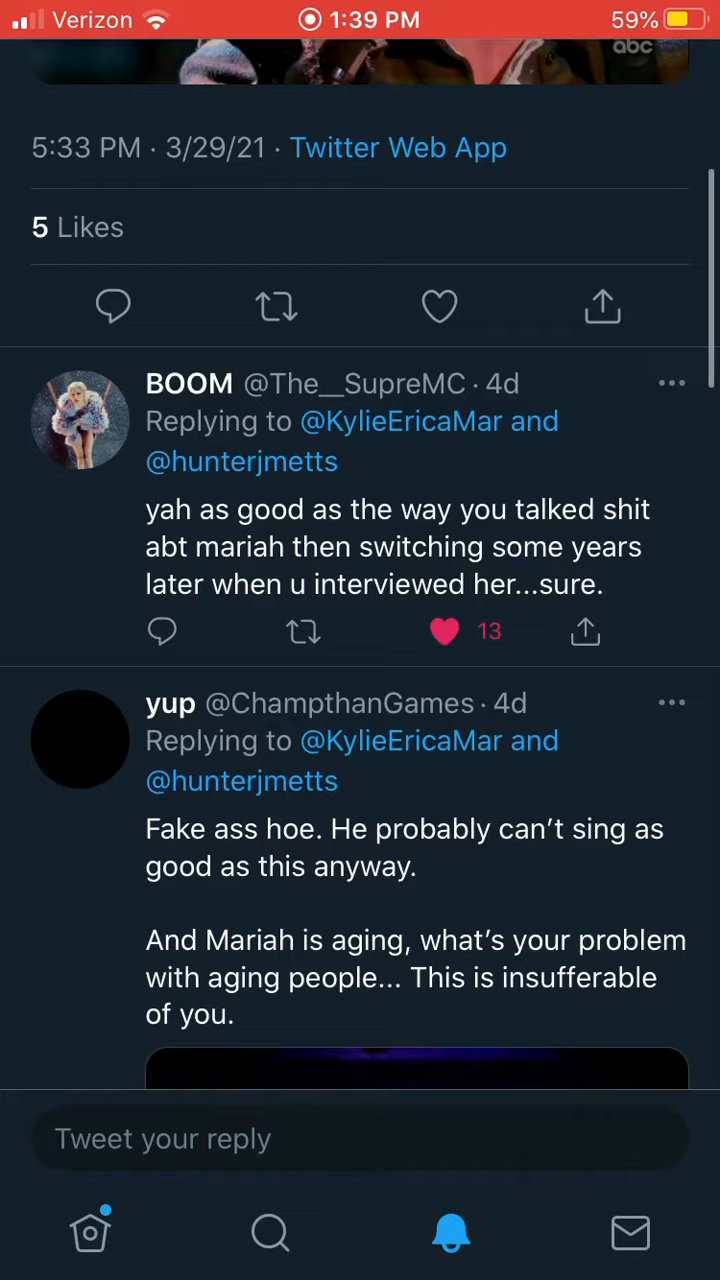 Verizon 1:39 PM 59%
abc
5:33 PM · 3/29/21 · Twitter Web App
5 Likes
BOOM @The__SupreMC · 4d
Replying to @KylieEricaMar and
@hunterjmetts
yah as good as the way you talked shit
abt mariah then switching some years
later when u interviewed her...sure.
13
yup @ChampthanGames · 4d
Replying to @KylieEricaMar and
@hunterjmetts
Fake ass hoe. He probably can't sing as
good as this anyway.
And Mariah is aging, what's your problem
with aging people... This is insufferable
of you.
Tweet your reply